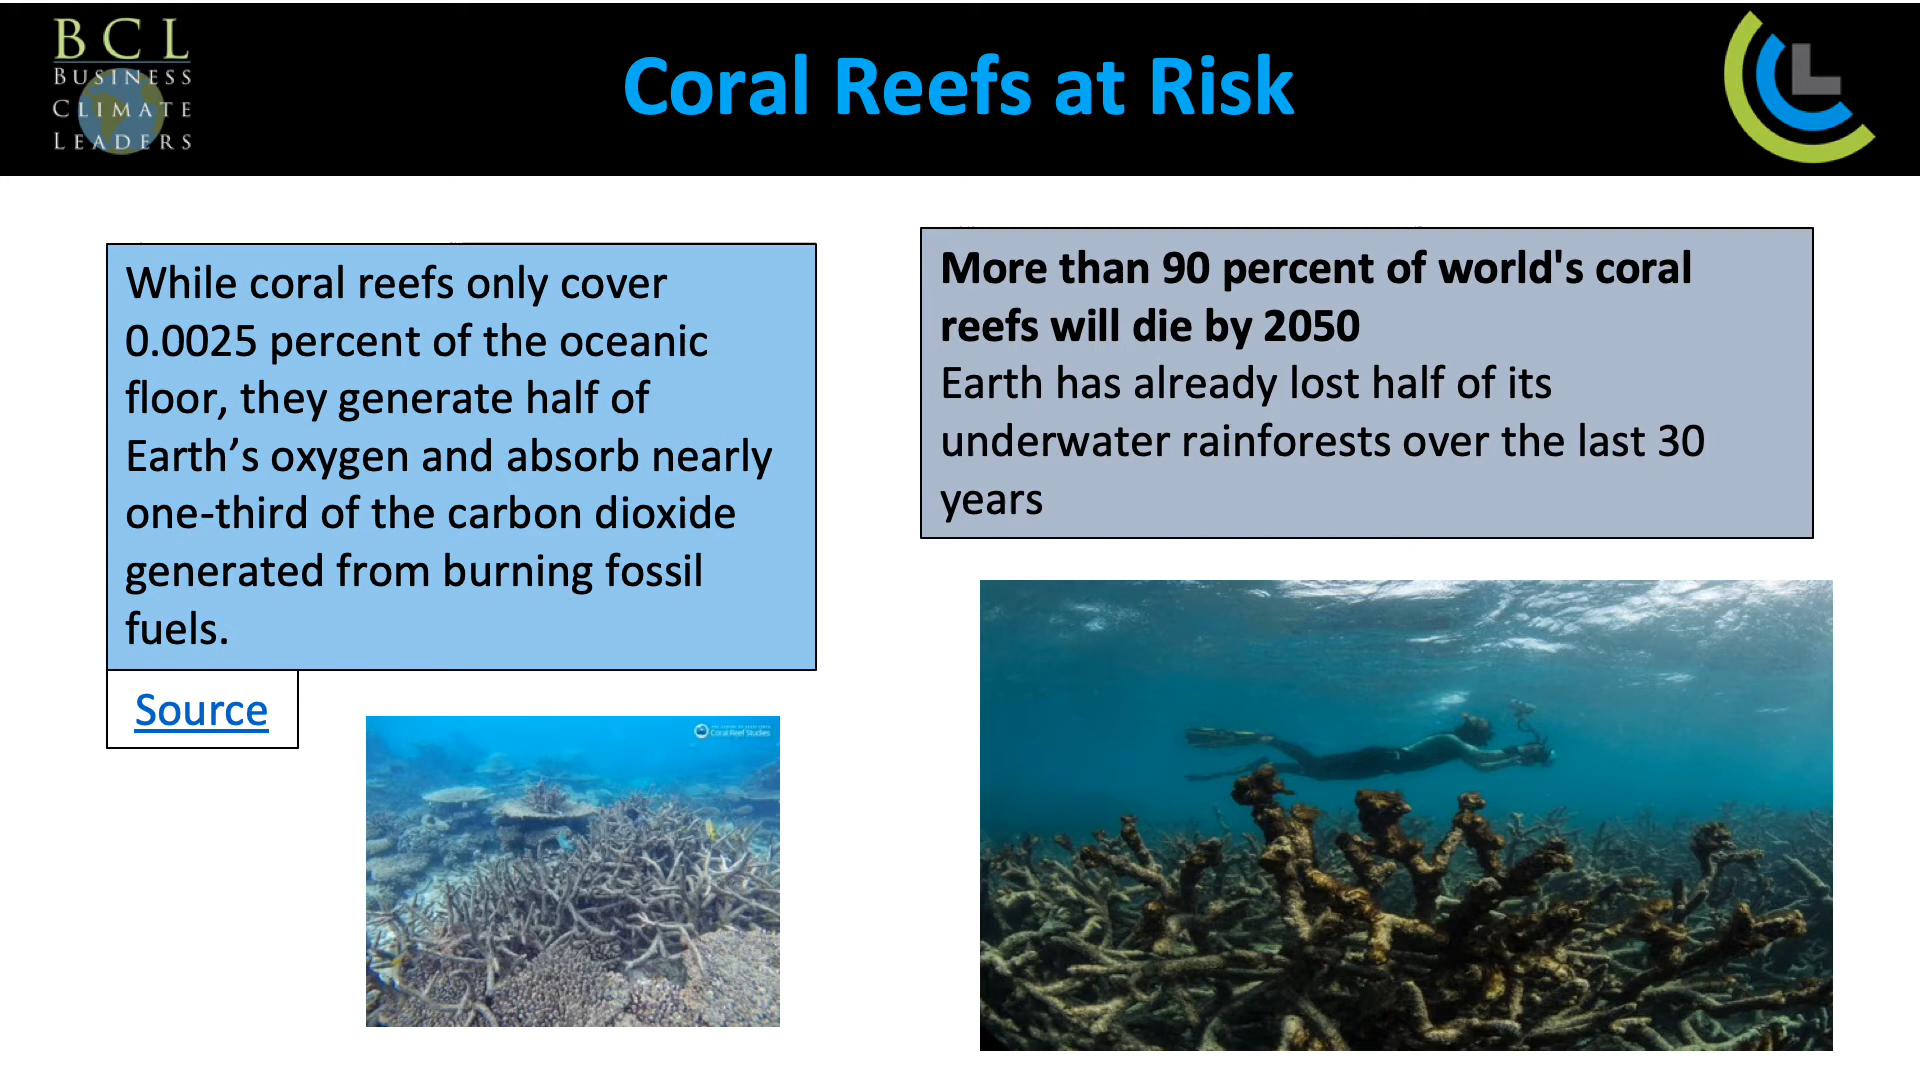 BCL
BUSINESS
CLIMATE
LEADERS
Coral Reefs at Risk
While coral reefs only cover
0.0025 percent of the oceanic
floor, they generate half of
Earth’s oxygen and absorb nearly
one-third of the carbon dioxide
generated from burning fossil
fuels.
Source
More than 90 percent of world's coral
reefs will die by 2050
Earth has already lost half of its
underwater rainforests over the last 30
years
Coral Reef Studies